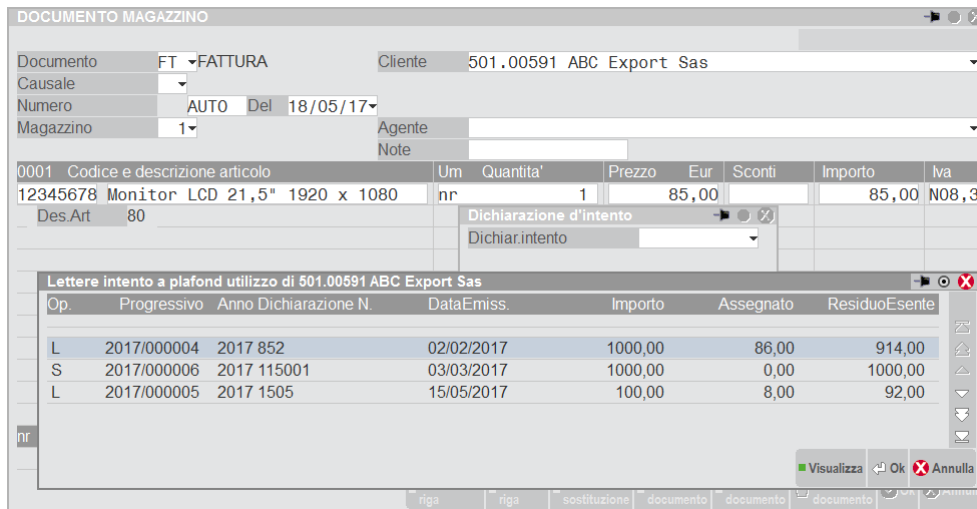 DOCUMENTO MAGAZZINO
Documento FT FATTURA Cliente 501.00591 ABC Export Sas
Causale
Numero AUTO Del 18/05/17
Magazzino 1 Agente
Note
0001 Codice e descrizione articolo Um Quantita' Prezzo Eur Sconti Importo Iva
12345678 Monitor LCD 21,5" 1920 x 1080 nr 1 85,00 85,00 N08,3
Des.Art 80 Dichiarazione d'intento
Dichiar.intento
Lettere intento a plafond utilizzo di 501.00591 ABC Export Sas
Op. Progressivo Anno Dichiarazione N. DataEmiss. Importo Assegnato ResiduoEsente
L 2017/000004 2017 852 02/02/2017 1000,00 86,00 914,00
S 2017/000006 2017 115001 03/03/2017 1000,00 0,00 1000,00
L 2017/000005 2017 1505 15/05/2017 100,00 8,00 92,00
nr
Visualizza Ok Annulla
riga riga sostituzione documento documento documento Ok